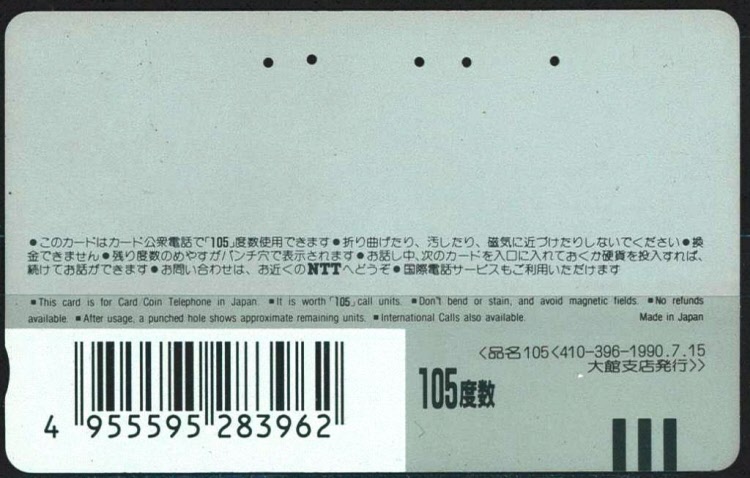 ●このカードはカード公衆電話で「105」度数使用できます●折り曲げたり、汚したり、磁気に近づけたりしないでください●換
金できません●残り度数のめやすがパンチ穴で表示されます●お話し中、次のカードを入口に入れておくか硬貨を投入すれば、
続けてお話ができます●お問い合わせは、お近くのNTTへどうぞ●国際電話サービスもご利用いただけます
■This card is for Card/Coin Telephone in Japan. ■It is worth「105」call units. ■Don't bend or stain, and avoid magnetic fields. ■No refunds
available. ■After usage, a punched hole shows approximate remaining units. ■International Calls also available. Made in Japan
〈品名105〈410-396-1990.7.15
大館支店発行〉〉
105度数
4 955595 283962